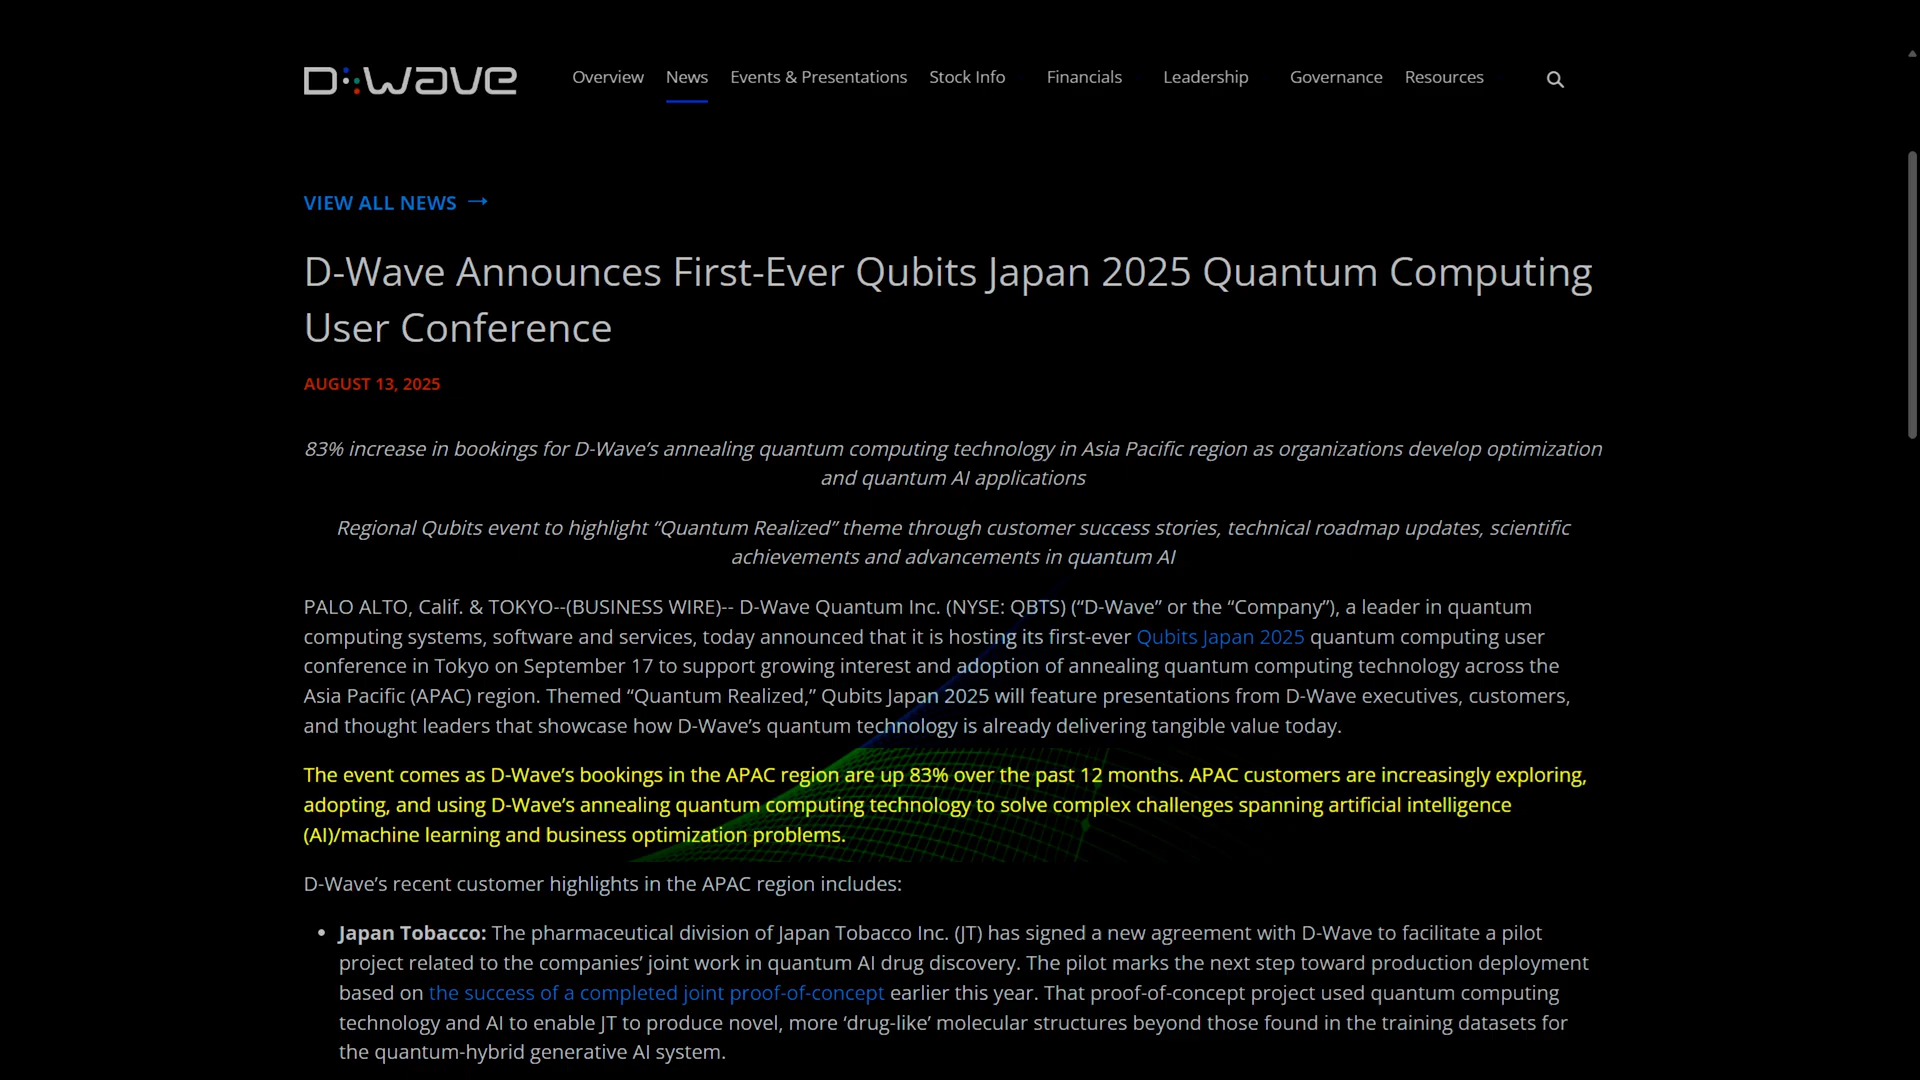 D:Wave
Overview News Events & Presentations Stock Info Financials Leadership Governance Resources
VIEW ALL NEWS →
D-Wave Announces First-Ever Qubits Japan 2025 Quantum Computing
User Conference
AUGUST 13, 2025
83% increase in bookings for D-Wave’s annealing quantum computing technology in Asia Pacific region as organizations develop optimization
and quantum AI applications
Regional Qubits event to highlight “Quantum Realized” theme through customer success stories, technical roadmap updates, scientific
achievements and advancements in quantum AI
PALO ALTO, Calif. & TOKYO--(BUSINESS WIRE)-- D-Wave Quantum Inc. (NYSE: QBTS) (“D-Wave” or the “Company”), a leader in quantum
computing systems, software and services, today announced that it is hosting its first-ever Qubits Japan 2025 quantum computing user
conference in Tokyo on September 17 to support growing interest and adoption of annealing quantum computing technology across the
Asia Pacific (APAC) region. Themed “Quantum Realized,” Qubits Japan 2025 will feature presentations from D-Wave executives, customers,
and thought leaders that showcase how D-Wave’s quantum technology is already delivering tangible value today.
The event comes as D-Wave’s bookings in the APAC region are up 83% over the past 12 months. APAC customers are increasingly exploring,
adopting, and using D-Wave’s annealing quantum computing technology to solve complex challenges spanning artificial intelligence
(AI)/machine learning and business optimization problems.
D-Wave’s recent customer highlights in the APAC region includes:
• Japan Tobacco: The pharmaceutical division of Japan Tobacco Inc. (JT) has signed a new agreement with D-Wave to facilitate a pilot
project related to the companies’ joint work in quantum AI drug discovery. The pilot marks the next step toward production deployment
based on the success of a completed joint proof-of-concept earlier this year. That proof-of-concept project used quantum computing
technology and AI to enable JT to produce novel, more ‘drug-like’ molecular structures beyond those found in the training datasets for
the quantum-hybrid generative AI system.